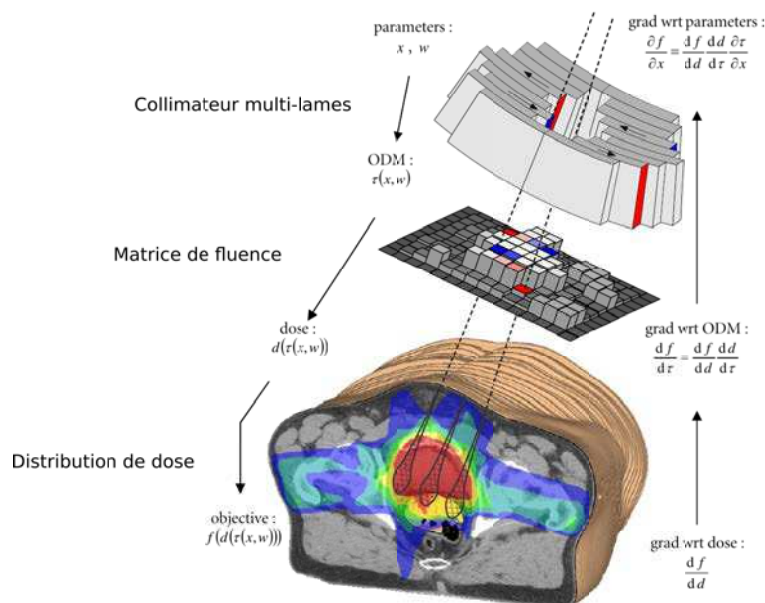 parameters :
x , w
grad wrt parameters :
∂f/∂x = df/dd dd/dτ ∂τ/∂x
Collimateur multi-lames
ODM :
τ(x,w)
Matrice de fluence
dose :
d(τ(x,w))
grad wrt ODM :
df/dτ = df/dd dd/dτ
Distribution de dose
objective :
f(d(τ(x,w)))
grad wrt dose :
df/dd